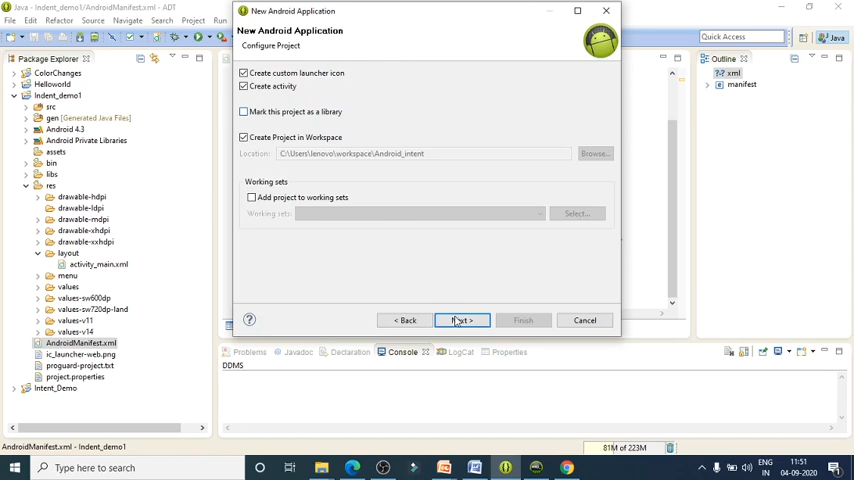 Java - Indent_demo1/AndroidManifest.xml - ADT
File Edit Refactor Source Navigate Search Project Run
New Android Application
New Android Application
Configure Project
Create custom launcher icon
Create activity
Mark this project as a library
Create Project in Workspace
Location: C:\Users\lenovo\workspace\Android_intent Browse...
Working sets
Add project to working sets
Working sets: Select...
< Back Next > Finish Cancel
Quick Access Java
Package Explorer
ColorChanges
Helloworld
Indent_demo1
src
gen [Generated Java Files]
Android 4.3
Android Private Libraries
assets
bin
libs
res
drawable-hdpi
drawable-ldpi
drawable-mdpi
drawable-xhdpi
drawable-xxhdpi
layout
activity_main.xml
menu
values
values-sw600dp
values-sw720dp-land
values-v11
values-v14
AndroidManifest.xml
ic_launcher-web.png
proguard-project.txt
project.properties
Indent_Demo
Outline
xml
manifest
Problems Javadoc Declaration Console LogCat Properties
DDMS
AndroidManifest.xml - Indent_demo1
81M of 223M
Type here to search
ENG
IN
11:51
04-09-2020
1